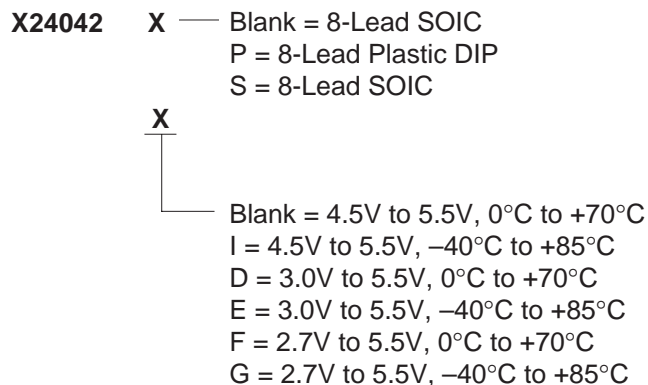 X24042 X Blank = 8-Lead SOIC
P = 8-Lead Plastic DIP
S = 8-Lead SOIC
X
Blank = 4.5V to 5.5V, 0°C to +70°C
I = 4.5V to 5.5V, –40°C to +85°C
D = 3.0V to 5.5V, 0°C to +70°C
E = 3.0V to 5.5V, –40°C to +85°C
F = 2.7V to 5.5V, 0°C to +70°C
G = 2.7V to 5.5V, –40°C to +85°C